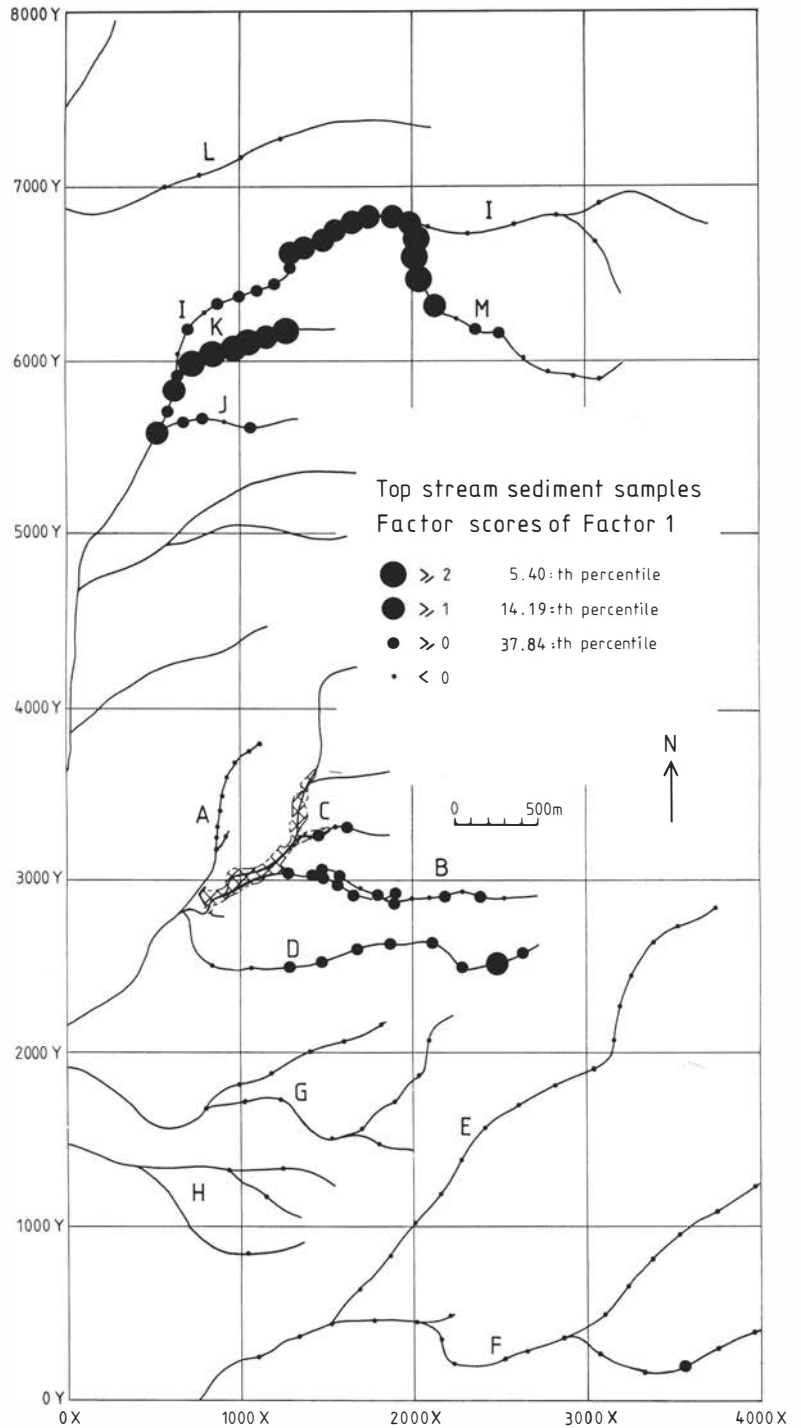 8000 Y
L
7000 Y
I
I
M
K
6000 Y
J
Top stream sediment samples
Factor scores of Factor 1
5000 Y
⩾ 2 5.40:th percentile
⩾ 1 14.19:th percentile
⩾ 0 37.84:th percentile
< 0
4000 Y
N
A
C
0 500m
B
3000 Y
D
2000 Y
G
E
H
1000 Y
F
0 Y
0X 1000 X 2000 X 3000 X 4000 X